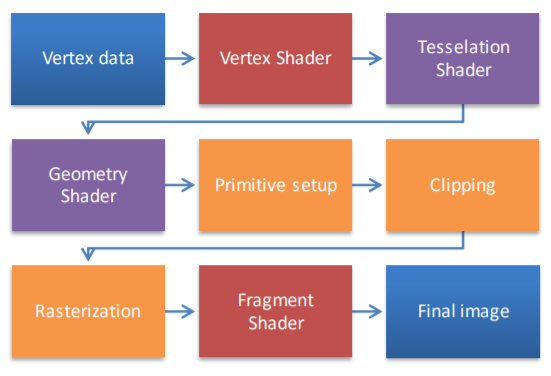 Vertex data
Vertex Shader
Tesselation
Shader
Geometry
Shader
Primitive setup
Clipping
Rasterization
Fragment
Shader
Final image